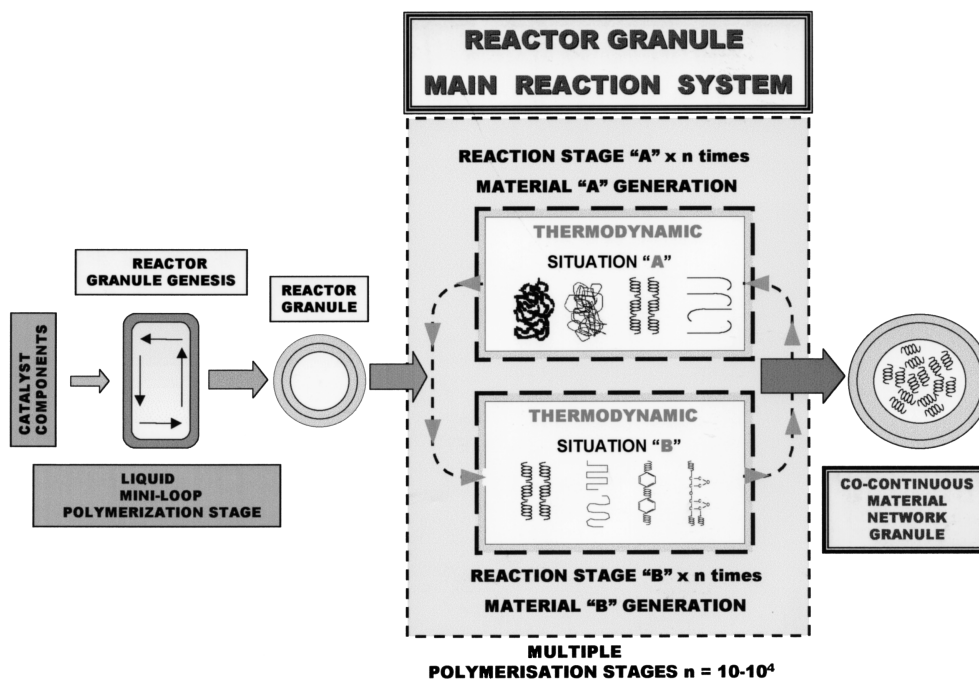 REACTOR GRANULE
MAIN REACTION SYSTEM
REACTION STAGE “A” x n times
MATERIAL “A” GENERATION
THERMODYNAMIC
SITUATION “A”
REACTOR
GRANULE GENESIS
REACTOR
GRANULE
CATALYST
COMPONENTS
LIQUID
MINI-LOOP
POLYMERIZATION STAGE
THERMODYNAMIC
SITUATION “B”
REACTION STAGE “B” x n times
MATERIAL “B” GENERATION
CO-CONTINUOUS
MATERIAL
NETWORK
GRANULE
MULTIPLE
POLYMERISATION STAGES n = 10-10⁴